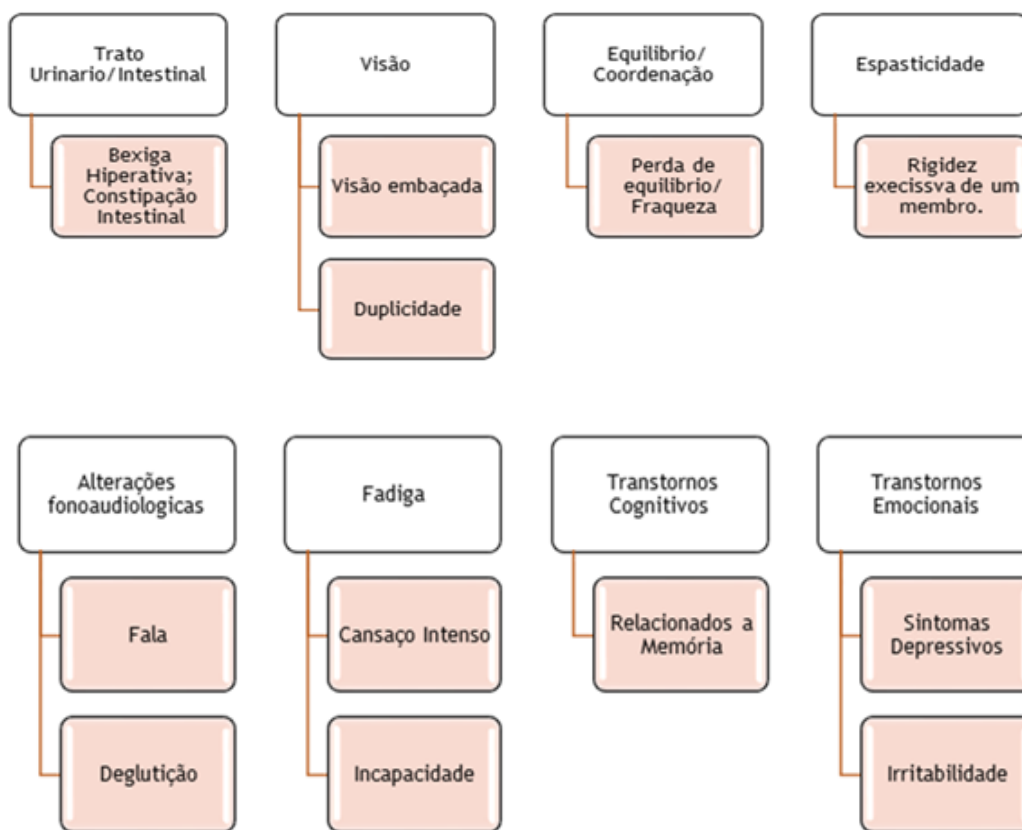 Trato
Urinario/Intestinal
Bexiga
Hiperativa;
Constipação
Intestinal
Visão
Visão embaçada
Duplicidade
Equilibrio/
Coordenação
Perda de
equilibrio/
Fraqueza
Espasticidade
Rigidez
execissva de um
membro.
Alterações
fonoaudiologicas
Fala
Deglutição
Fadiga
Cansaço Intenso
Incapacidade
Transtornos
Cognitivos
Relacionados a
Memória
Transtornos
Emocionais
Sintomas
Depressivos
Irritabilidade